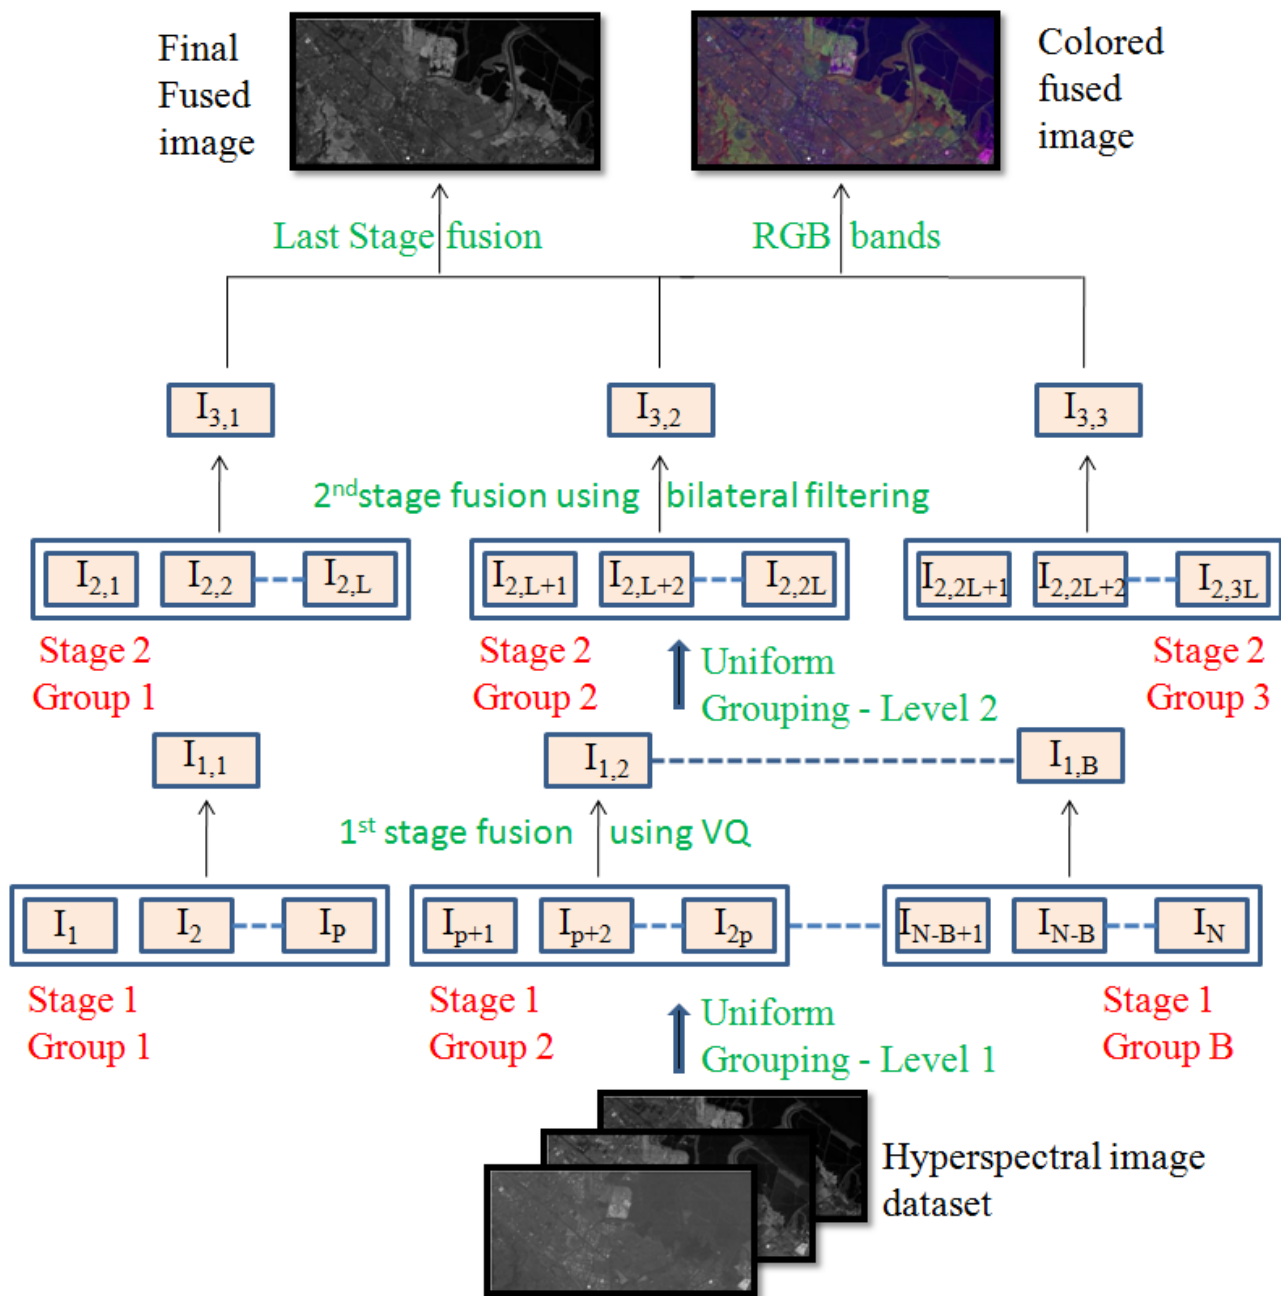 Final
Fused
image
Colored
fused
image
Last Stage fusion
RGB bands
I3,1
I3,2
I3,3
2nd stage fusion using bilateral filtering
I2,1 I2,2 I2,L
I2,L+1 I2,L+2 I2,2L
I2,2L+1 I2,2L+2 I2,3L
Stage 2
Group 1
Stage 2
Group 2
Uniform
Grouping - Level 2
Stage 2
Group 3
I1,1
I1,2
I1,B
1st stage fusion using VQ
I1 I2 IP
Ip+1 Ip+2 I2p
IN-B+1 IN-B IN
Stage 1
Group 1
Stage 1
Group 2
Uniform
Grouping - Level 1
Stage 1
Group B
Hyperspectral image
dataset